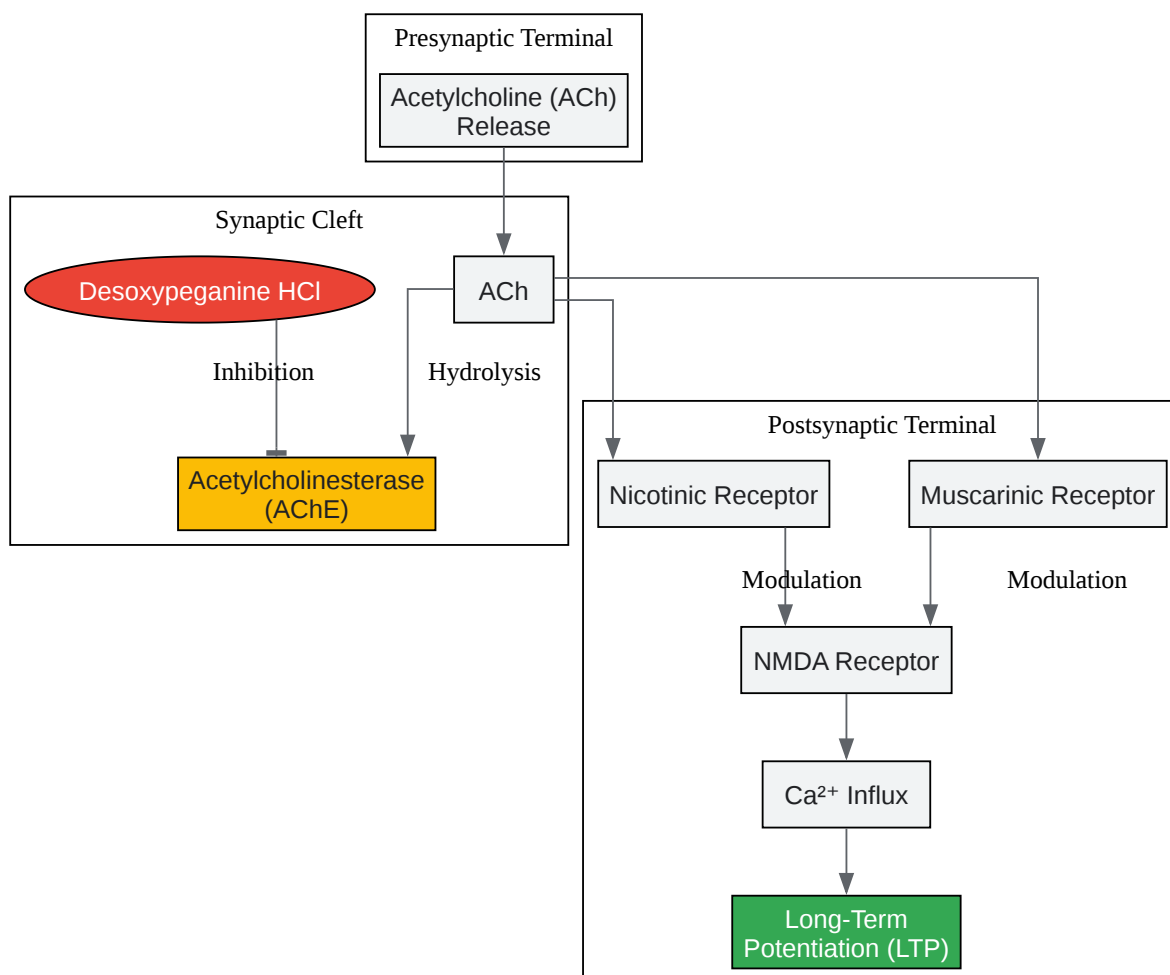 Presynaptic Terminal
Acetylcholine (ACh)
Release
Synaptic Cleft
Desoxypeganine HCl
ACh
Inhibition
Hydrolysis
Acetylcholinesterase
(AChE)
Postsynaptic Terminal
Nicotinic Receptor
Muscarinic Receptor
Modulation
Modulation
NMDA Receptor
Ca²⁺ Influx
Long-Term
Potentiation (LTP)